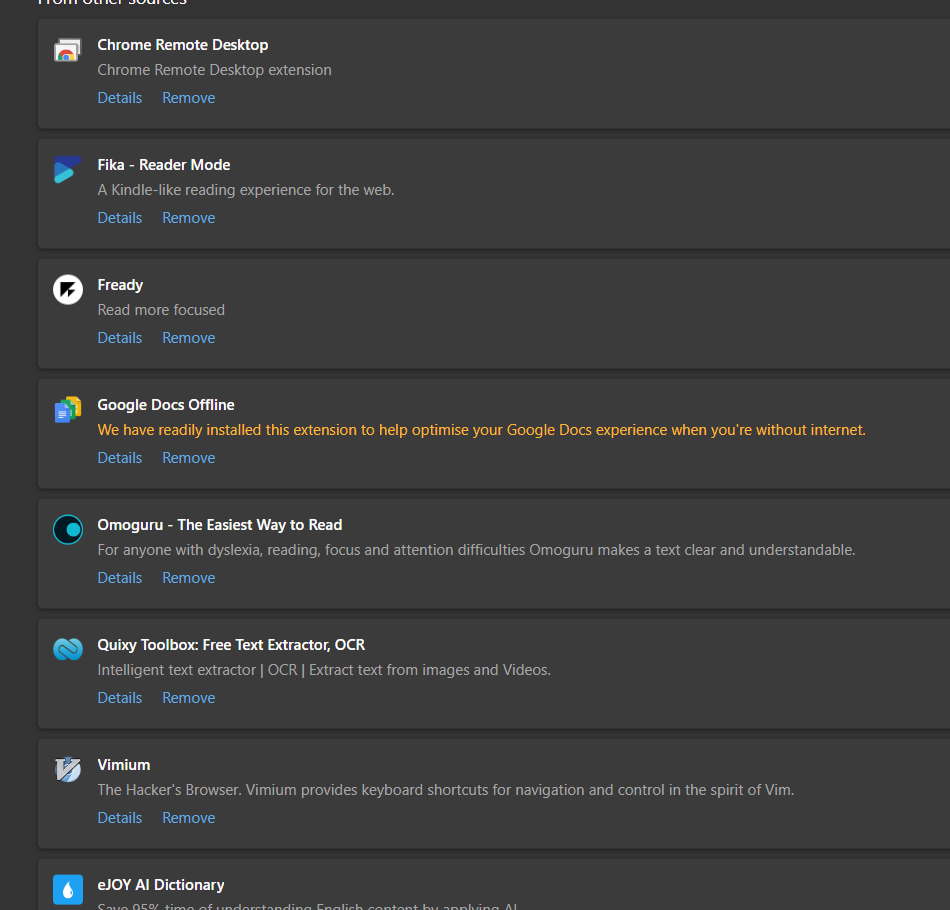 From other sources
Chrome Remote Desktop
Chrome Remote Desktop extension
Details Remove
Fika - Reader Mode
A Kindle-like reading experience for the web.
Details Remove
Fready
Read more focused
Details Remove
Google Docs Offline
We have readily installed this extension to help optimise your Google Docs experience when you're without internet.
Details Remove
Omoguru - The Easiest Way to Read
For anyone with dyslexia, reading, focus and attention difficulties Omoguru makes a text clear and understandable.
Details Remove
Quixy Toolbox: Free Text Extractor, OCR
Intelligent text extractor | OCR | Extract text from images and Videos.
Details Remove
Vimium
The Hacker's Browser. Vimium provides keyboard shortcuts for navigation and control in the spirit of Vim.
Details Remove
eJOY AI Dictionary
Save 95% time of understanding English content by applying AI